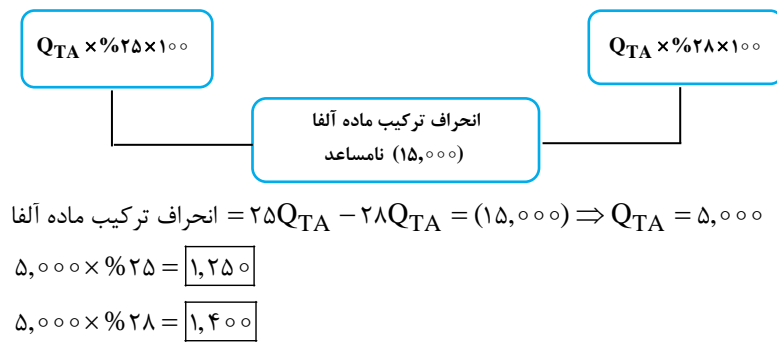 Q_TA ×%۲۵×۱۰۰
Q_TA ×%۲۸×۱۰۰
انحراف ترکیب ماده آلفا
(۱۵,۰۰۰) نامساعد
انحراف ترکیب ماده آلفا = ۲۵Q_TA − ۲۸Q_TA = (۱۵,۰۰۰) ⇒ Q_TA = ۵,۰۰۰
۵,۰۰۰×%۲۵ = ۱,۲۵۰
۵,۰۰۰×%۲۸ = ۱,۴۰۰